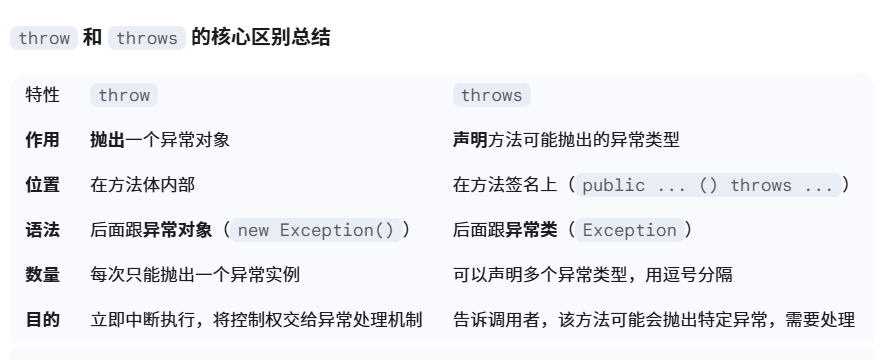 throw 和 throws 的核心区别总结
特性 throw throws
作用 抛出一个异常对象 声明方法可能抛出的异常类型
位置 在方法体内部 在方法签名上（public ... () throws ...）
语法 后面跟异常对象（new Exception()） 后面跟异常类（Exception）
数量 每次只能抛出一个异常实例 可以声明多个异常类型，用逗号分隔
目的 立即中断执行，将控制权交给异常处理机制 告诉调用者，该方法可能会抛出特定异常，需要处理